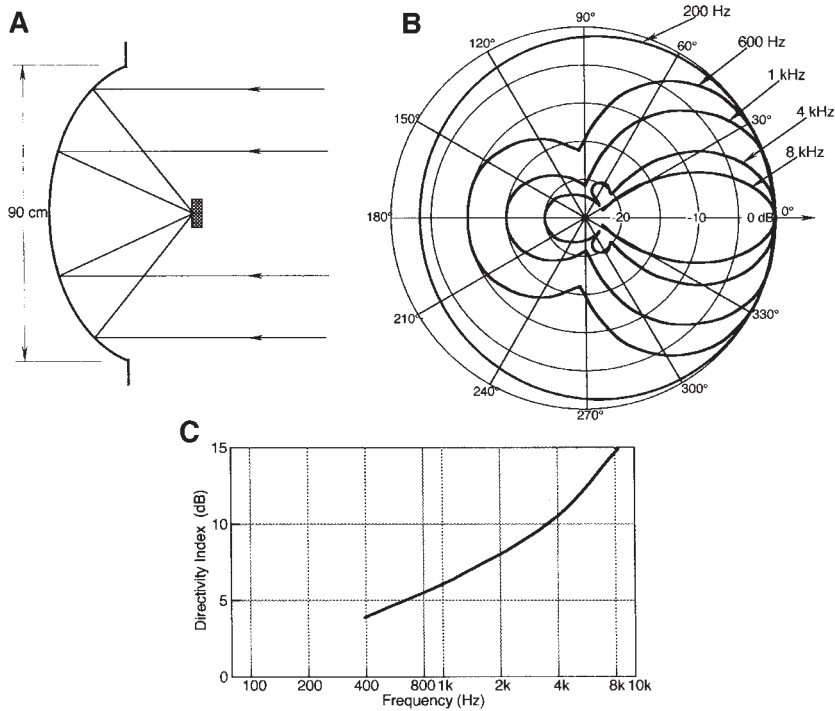 A
90 cm
B
90°
200 Hz
120°
60°
600 Hz
1 kHz
150°
30°
4 kHz
8 kHz
180°
-20
-10
0 dB
0°
210°
330°
240°
300°
270°
C
15
10
5
0
Directivity Index (dB)
100
200
400
800
1k
2k
4k
8k
10k
Frequency (Hz)